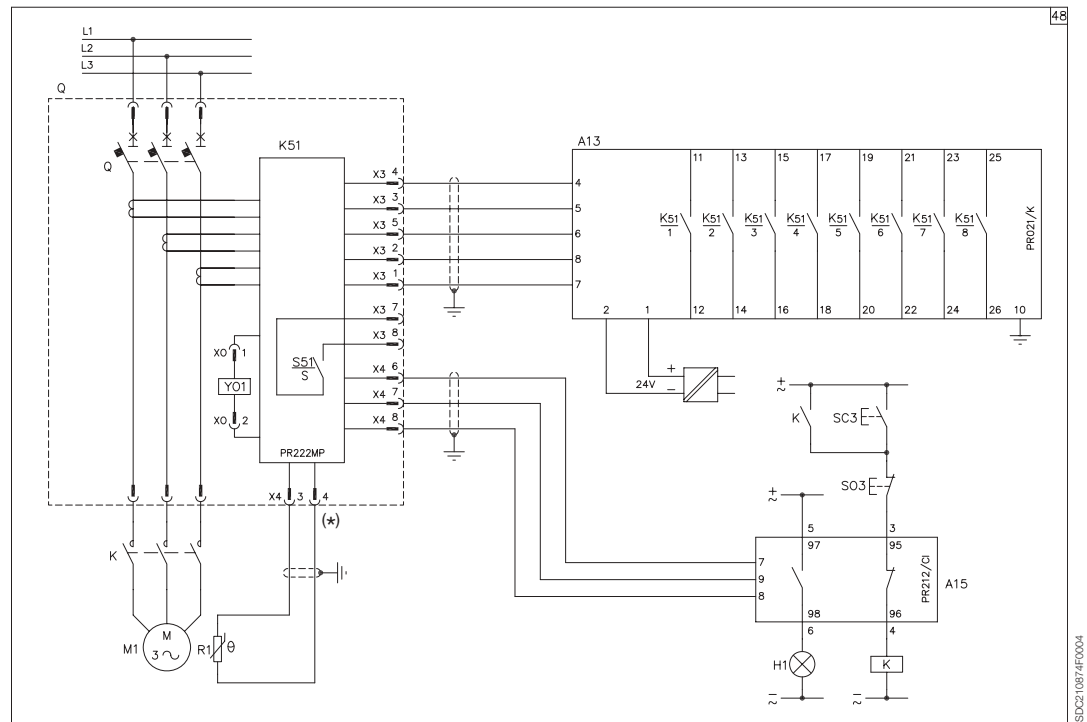 48
L1
L2
L3
Q
Q
K51
X3 4
X3 3
X3 5
X3 2
X3 1
X3 7
X3 8
X4 6
X4 7
X4 8
S51
S
X0 1
Y01
X0 2
PR222MP
X4 3 4
(*)
K
M1
M
3
R1
θ
A13
4
5
6
8
7
11 13 15 17 19 21 23 25
K51 K51 K51 K51 K51 K51 K51 K51
1 2 3 4 5 6 7 8
PR021/K
2 1 12 14 16 18 20 22 24 26 10
+
24V
−
+
~
K
SC3
SO3
+
~
5 3
97 95
7
9
8
PR212/CI
A15
98 96
6 4
H1
K
−
~
−
~
SDC210874F0004